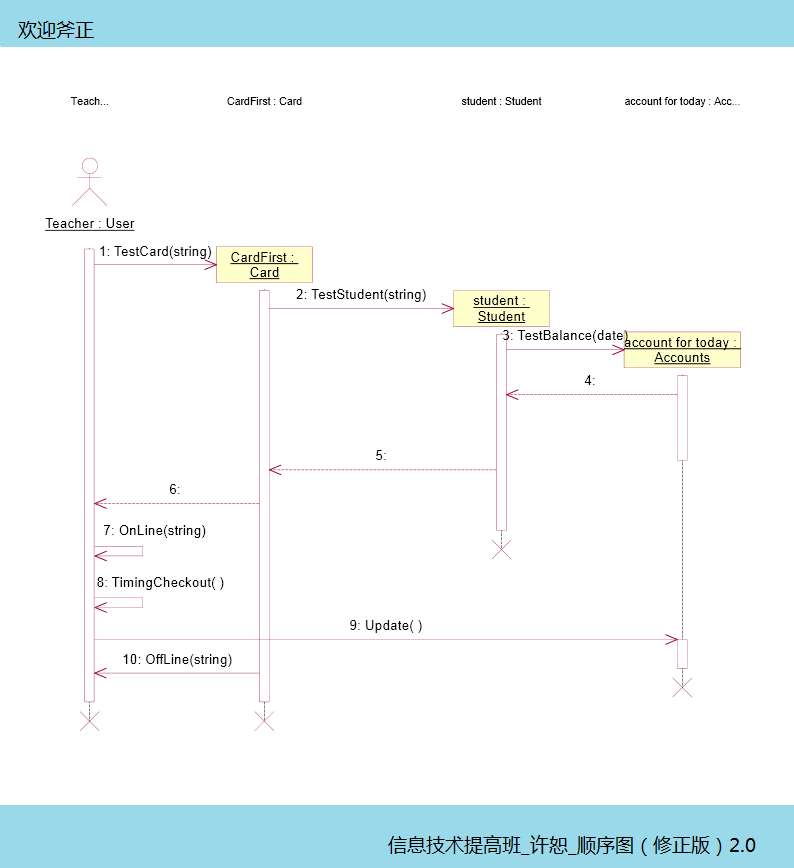 欢迎斧正
Teach... CardFirst : Card student : Student account for today : Acc...
Teacher : User
1: TestCard(string)
CardFirst :
Card
2: TestStudent(string)
student :
Student
3: TestBalance(date)
account for today :
Accounts
4:
5:
6:
7: OnLine(string)
8: TimingCheckout( )
9: Update( )
10: OffLine(string)
信息技术提高班_许恕_顺序图（修正版）2.0